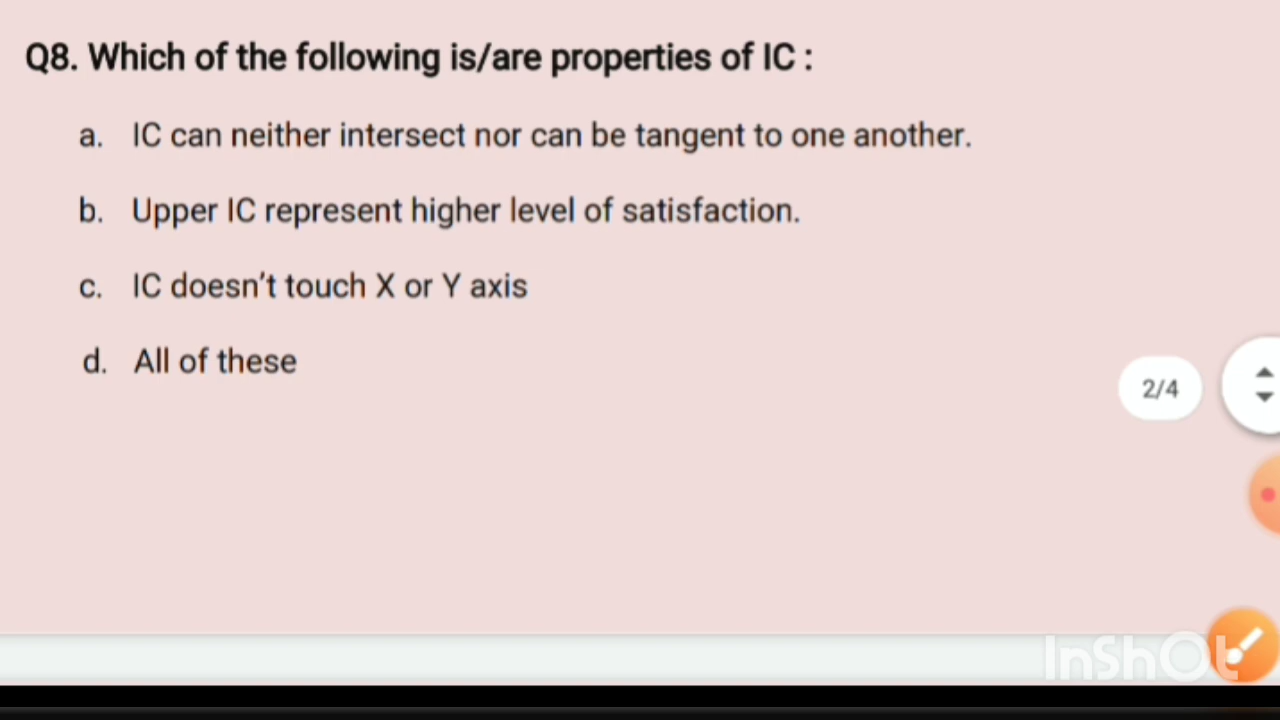 Q8. Which of the following is/are properties of IC :
a. IC can neither intersect nor can be tangent to one another.
b. Upper IC represent higher level of satisfaction.
c. IC doesn't touch X or Y axis
d. All of these
2/4
InShOt